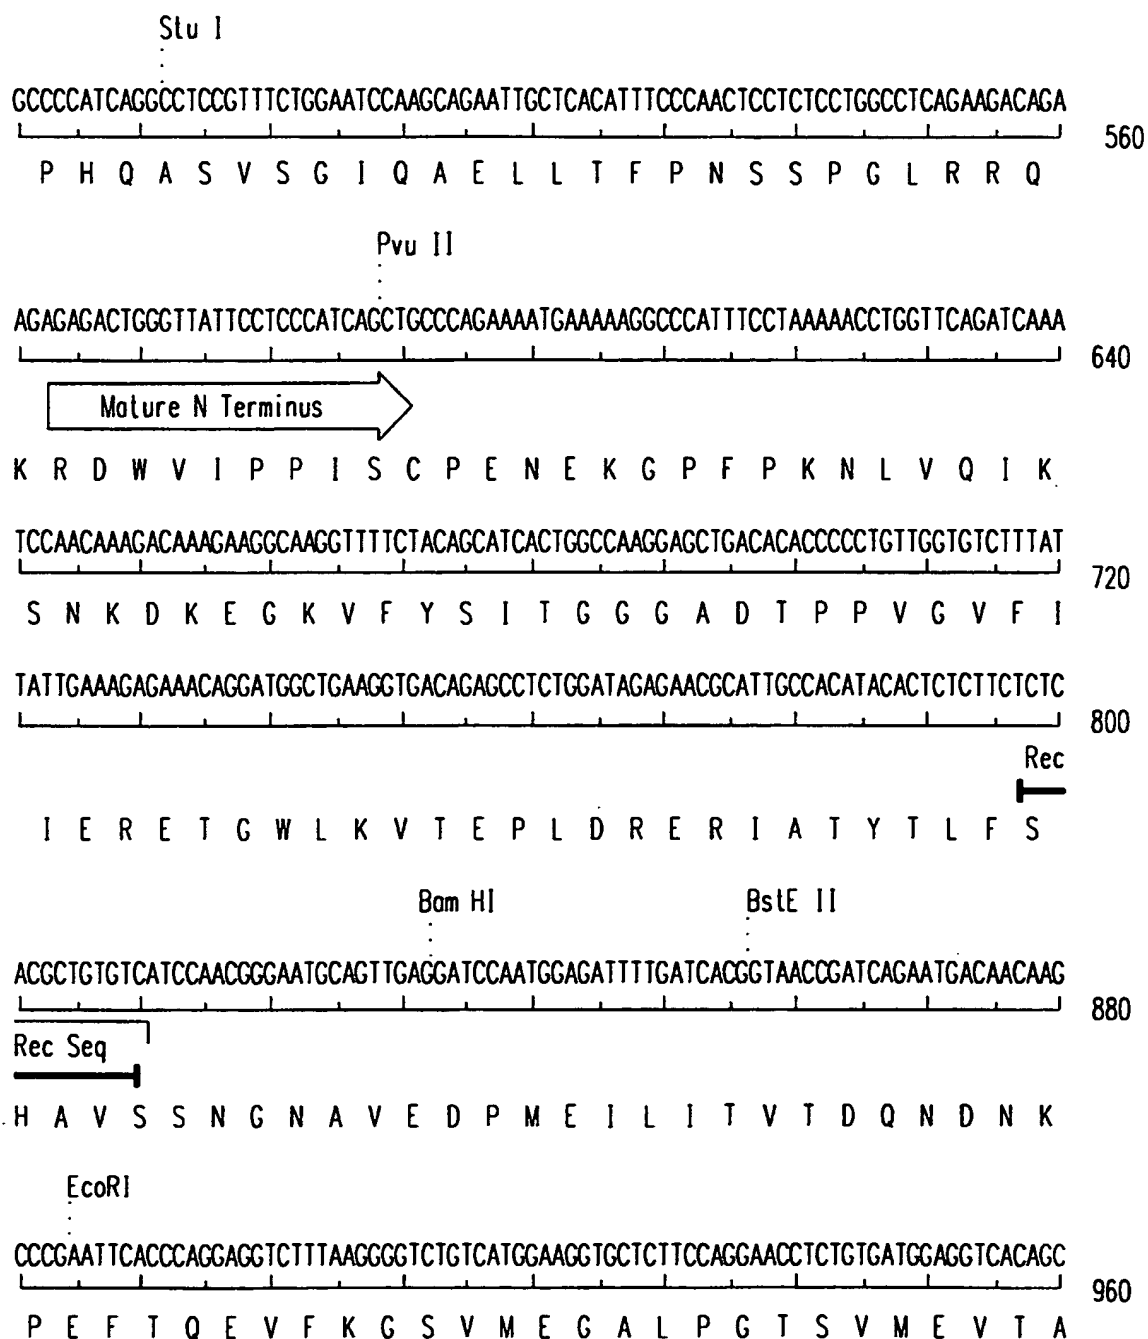 Stu I
GCCCCATCAGGCCTCCGTTTCTGGAATCCAAGCAGAATTGCTCACATTTCCCAACTCCTCTCCTGGCCTCAGAAGACAGA
560
P H Q A S V S G I Q A E L L T F P N S S P G L R R Q
Pvu II
AGAGAGACTGGGTTATTCCTCCCATCAGCTGCCCAGAAAATGAAAAAGGCCCATTTCCTAAAAACCTGGTTCAGATCAAA
640
Mature N Terminus
K R D W V I P P I S C P E N E K G P F P K N L V Q I K
TCCAACAAAGACAAAGAAGGCAAGGTTTTCTACAGCATCACTGGCCAAGGAGCTGACACACCCCCTGTTGGTGTCTTTAT
720
S N K D K E G K V F Y S I T G G G A D T P P V G V F I
TATTGAAAGAGAAACAGGATGGCTGAAGGTGACAGAGCCTCTGGATAGAGAACGCATTGCCACATACACTCTCTTCTCTC
800
Rec
I E R E T G W L K V T E P L D R E R I A T Y T L F S
Bam HI BstE II
ACGCTGTGTCATCCAACGGGAATGCAGTTGAGGATCCAATGGAGATTTTGATCACGGTAACCGATCAGAATGACAACAAG
880
Rec Seq
H A V S S N G N A V E D P M E I L I T V T D Q N D N K
EcoRI
CCCGAATTCACCCAGGAGGTCTTTAAGGGGTCTGTCATGGAAGGTGCTCTTCCAGGAACCTCTGTGATGGAGGTCACAGC
960
P E F T Q E V F K G S V M E G A L P G T S V M E V T A